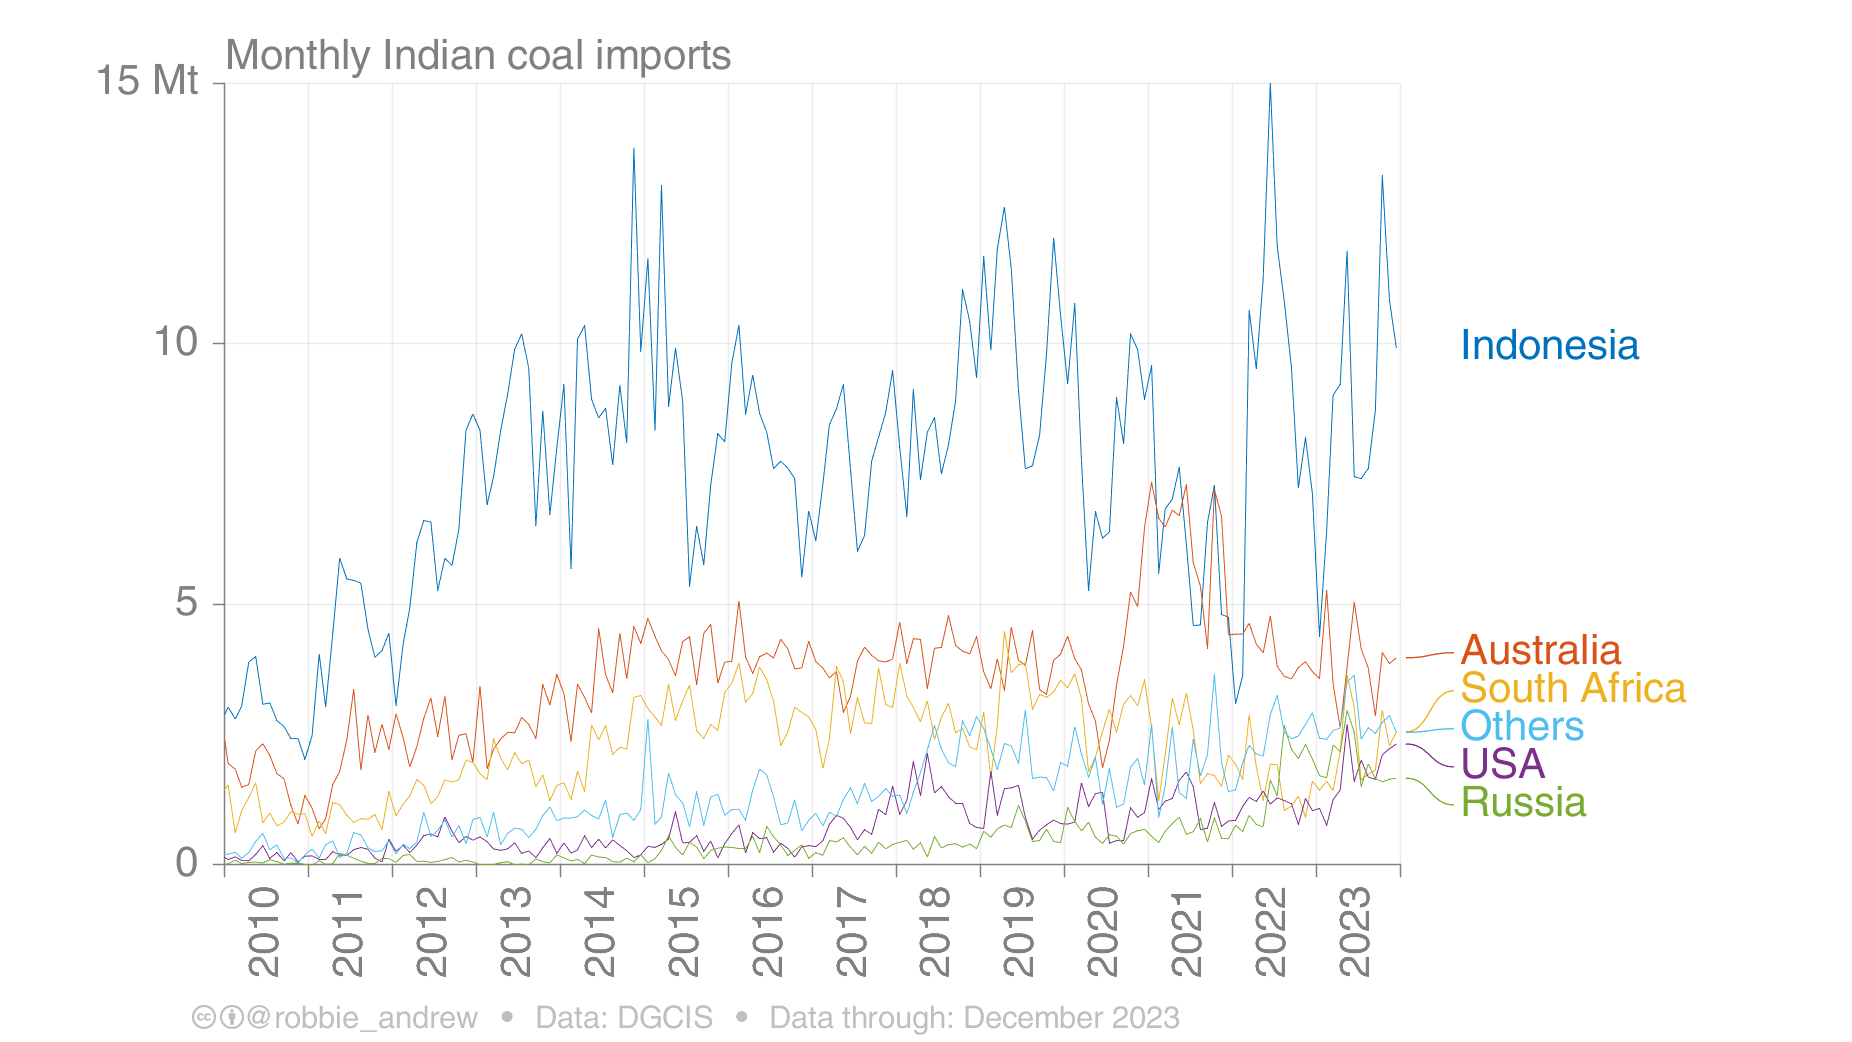 Monthly Indian coal imports
15 Mt
10
5
0
Indonesia
Australia
South Africa
Others
USA
Russia
2010
2011
2012
2013
2014
2015
2016
2017
2018
2019
2020
2021
2022
2023
cc @robbie_andrew • Data: DGCIS • Data through: December 2023